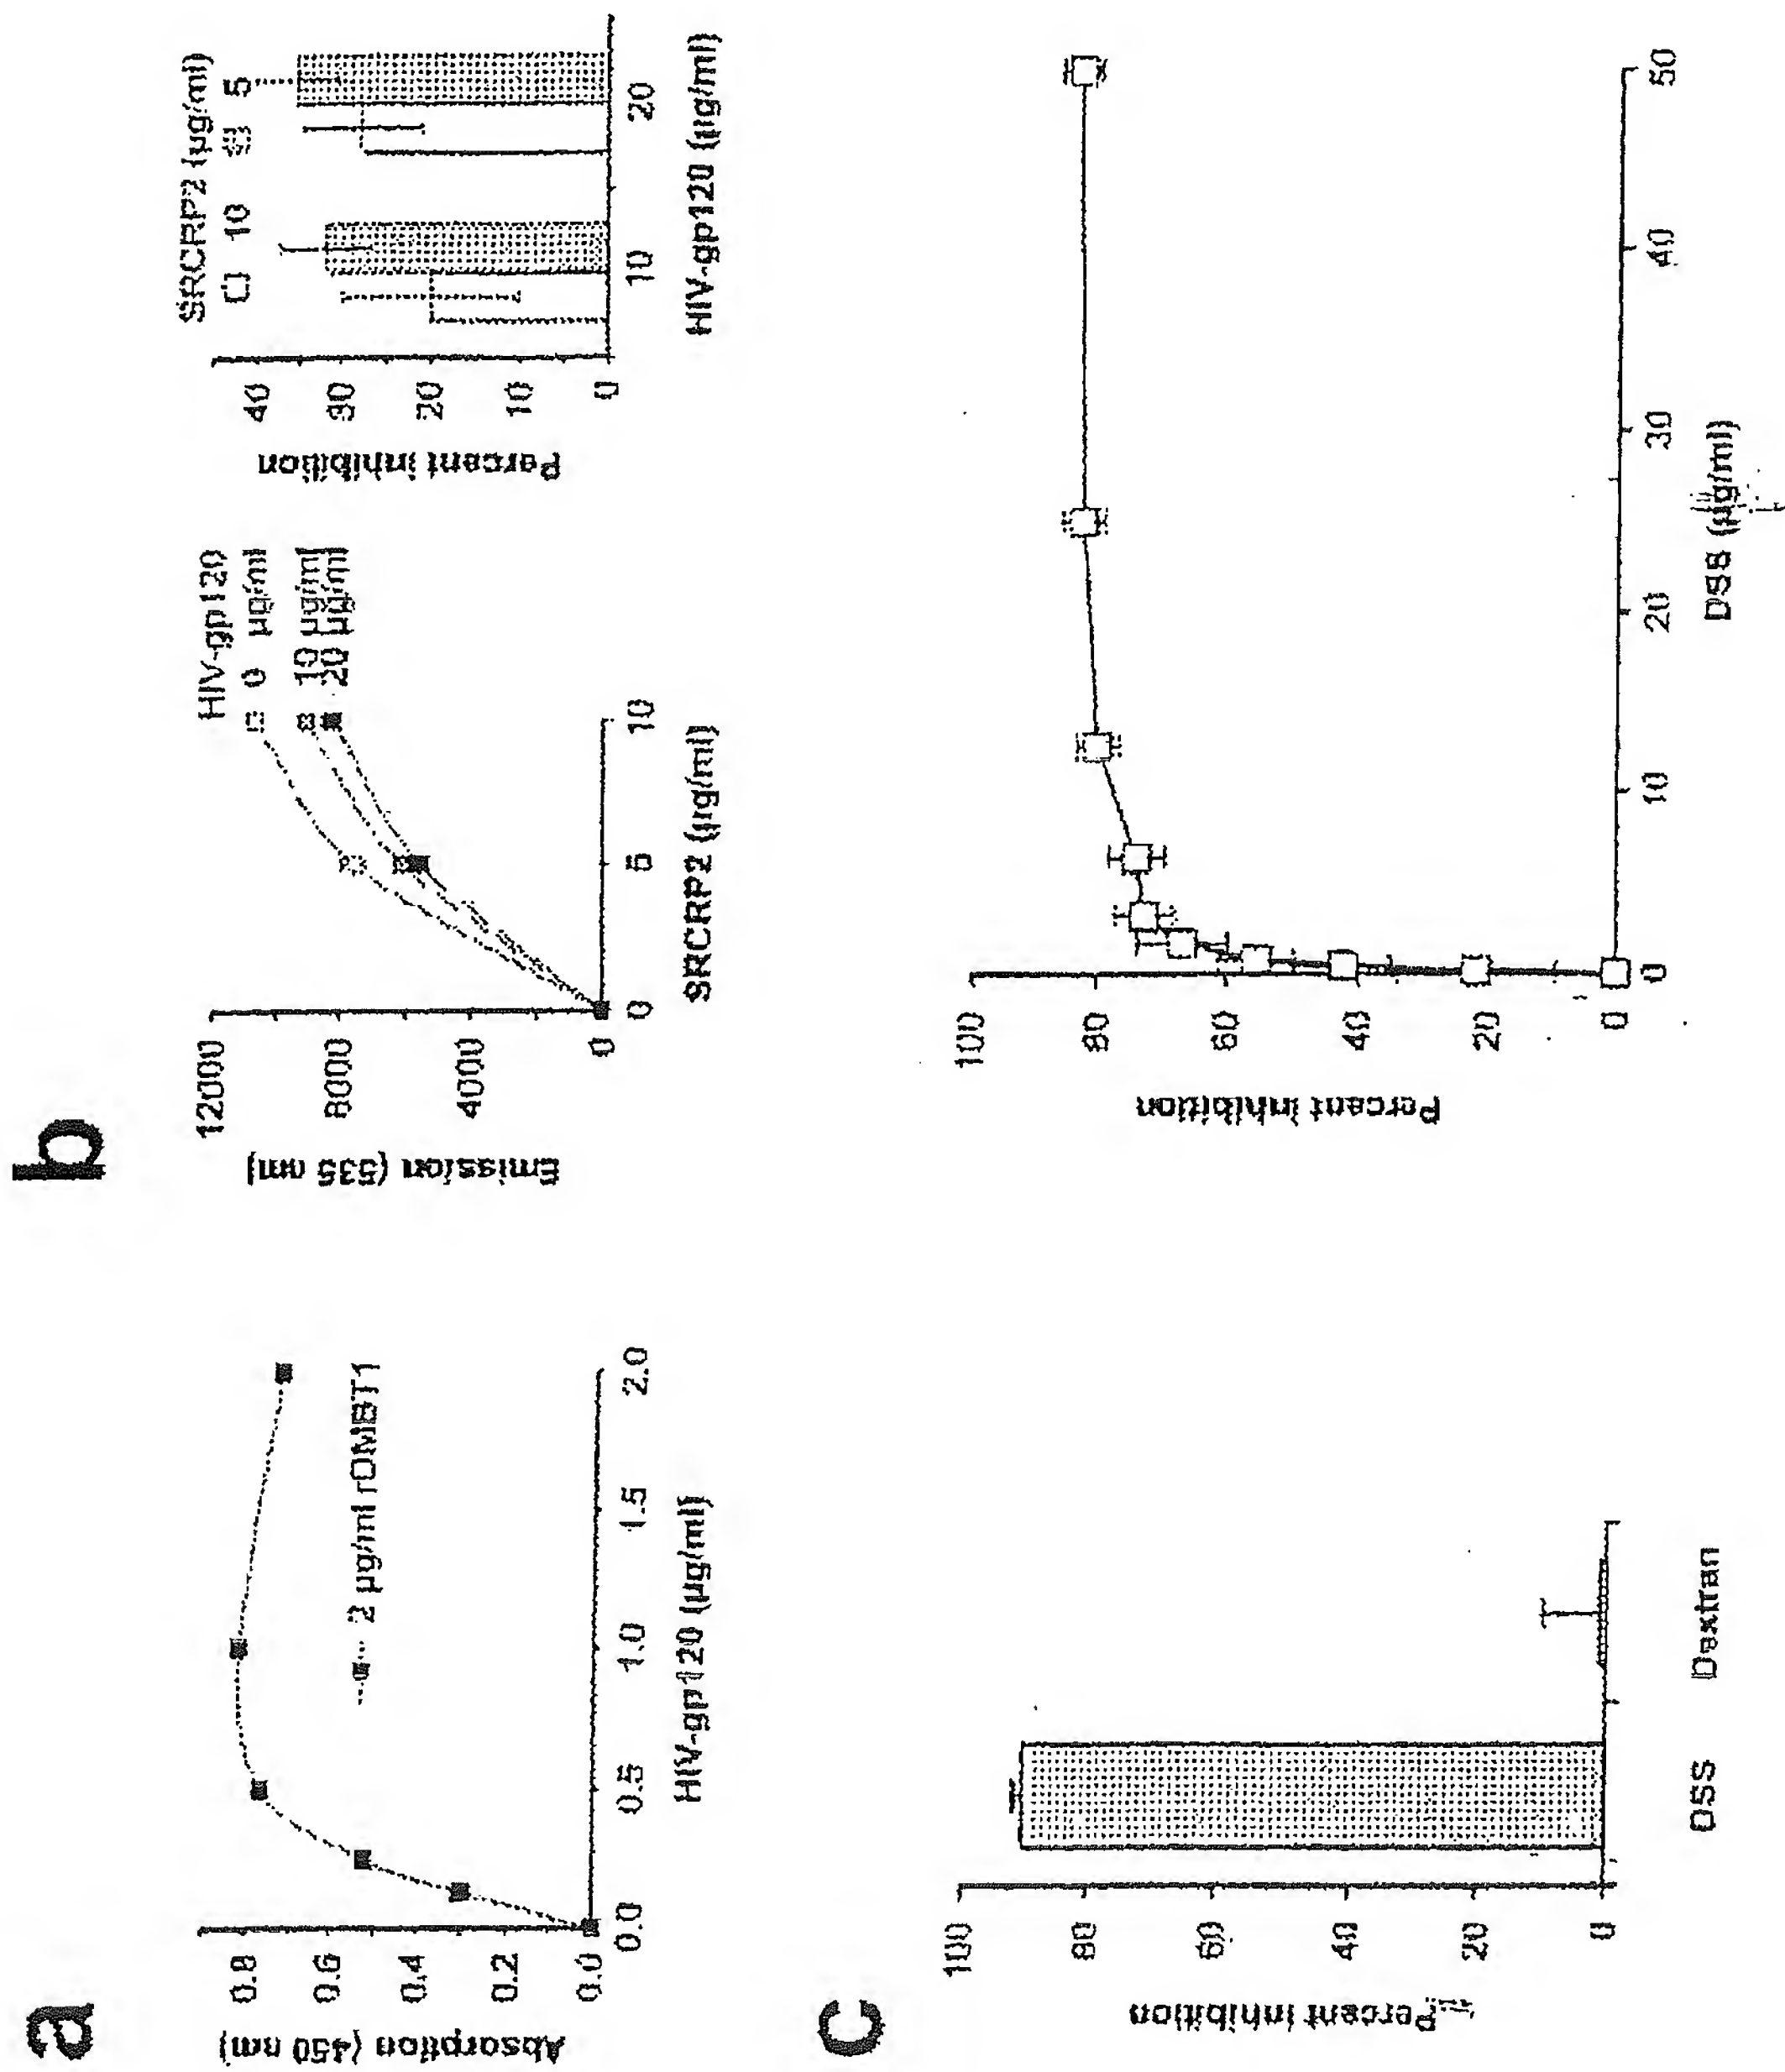 a
Absorption (450 nm)
0.8
0.6
0.4
0.2
0.0
0.0 0.5 1.0 1.5 2.0
HIV-gp120 (µg/ml)
2 µg/ml rDMBT1
b
Emission (535 nm)
12000
8000
4000
0
0 5 10
SRCRP2 (µg/ml)
HIV-gp120
0 µg/ml
10 µg/ml
20 µg/ml
Percent inhibition
40
30
20
10
0
SRCRP2 (µg/ml)
10 5
10 20
HIV-gp120 (µg/ml)
c
Percent inhibition
100
80
60
40
20
0
DSS Dextran
Percent inhibition
100
80
60
40
20
0
0 10 20 30 40 50
DSS (µg/ml)